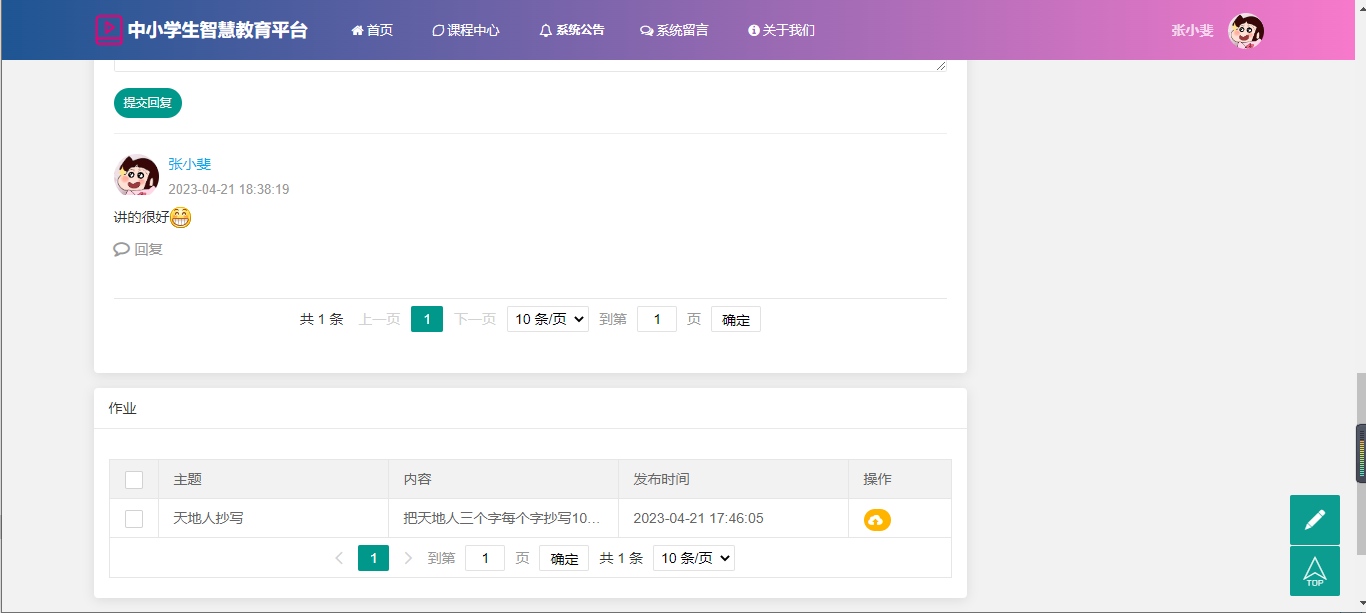 中小学生智慧教育平台 首页 课程中心 系统公告 系统留言 关于我们 张小斐
提交回复
张小斐
2023-04-21 18:38:19
讲的很好
回复
共 1 条 上一页 1 下一页 10 条/页 到第 1 页 确定
作业
主题 内容 发布时间 操作
天地人抄写 把天地人三个字每个字抄写10... 2023-04-21 17:46:05
1 到第 1 页 确定 共 1 条 10 条/页
TOP